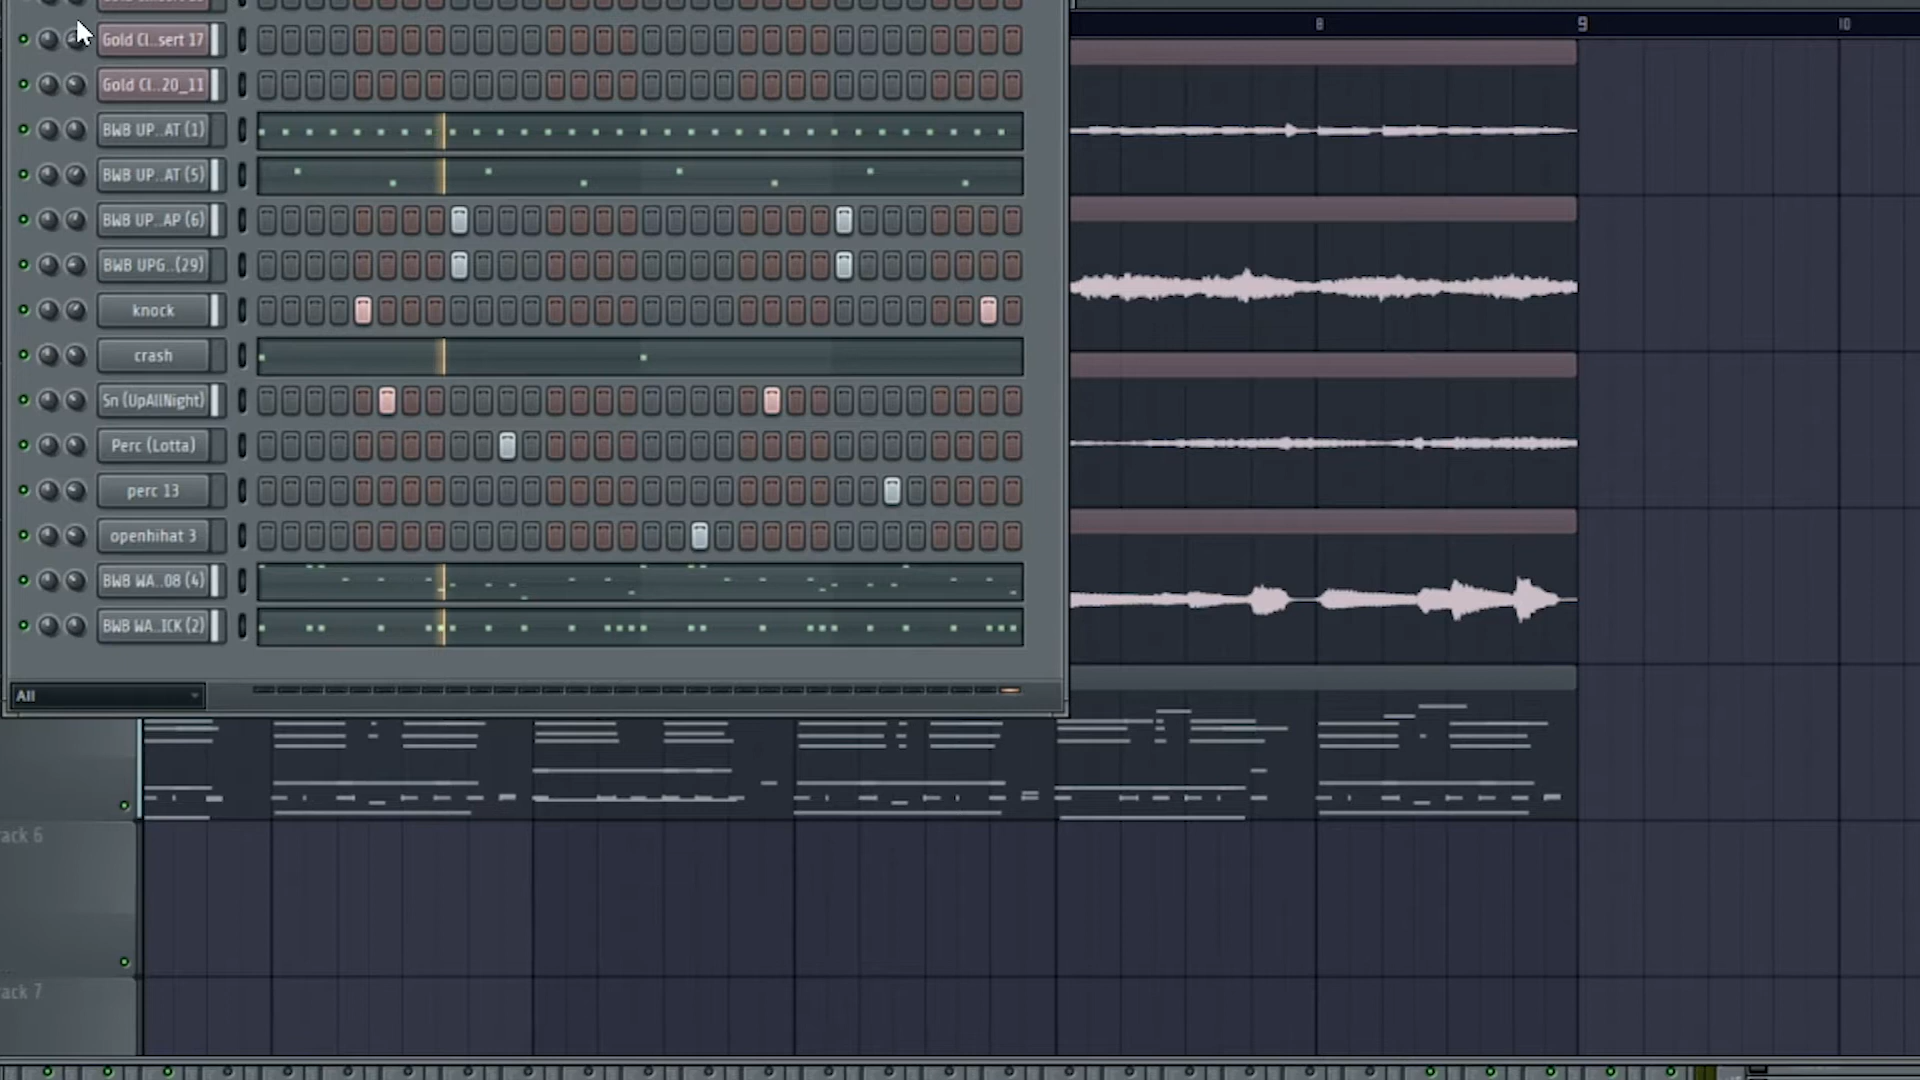 Gold Cl..sert 17
Gold Cl..20_11
BWB UP..AT (1)
BWB UP..AT (5)
BWB UP..AP (6)
BWB UPG..(29)
knock
crash
Sn (UpAllNight)
Perc (Lotta)
perc 13
openhihat 3
BWB WA..08 (4)
BWB WA..ICK (2)
All
8
9
10
ack 6
ack 7